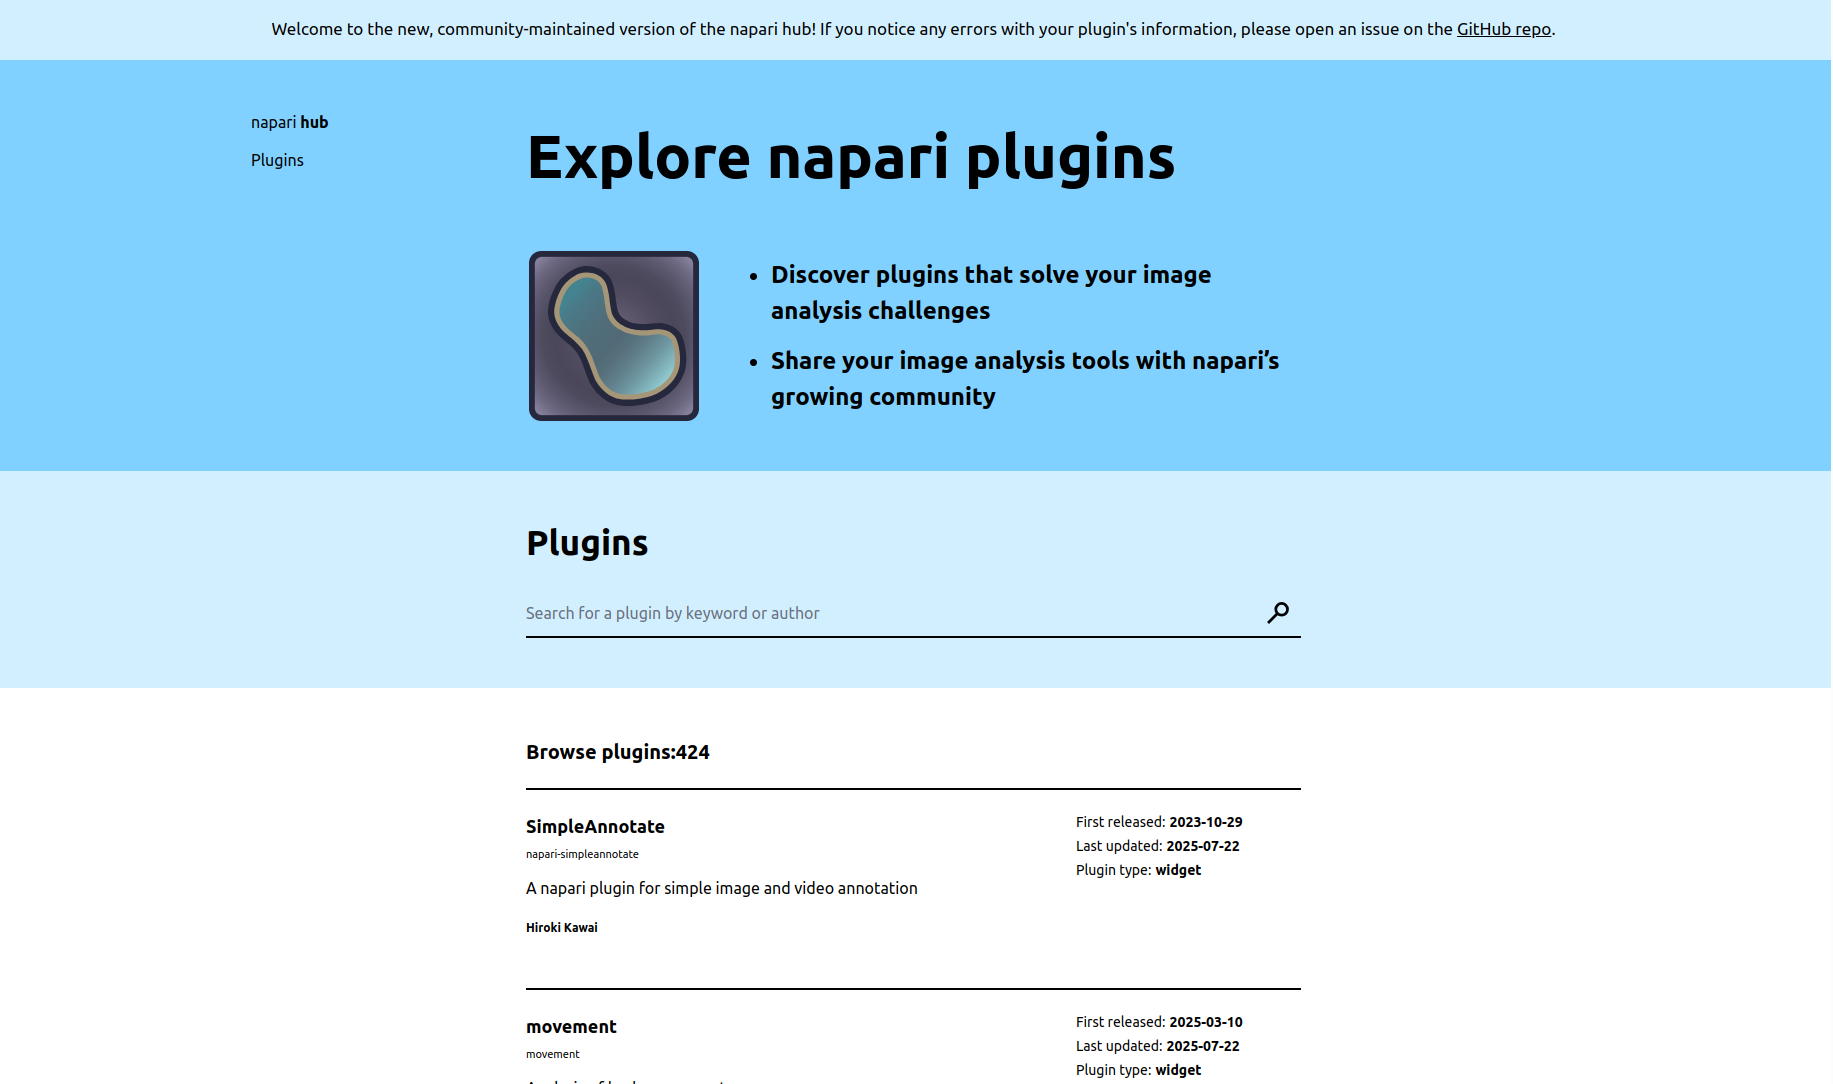 Welcome to the new, community-maintained version of the napari hub! If you notice any errors with your plugin's information, please open an issue on the GitHub repo.
napari hub
Plugins
Explore napari plugins
• Discover plugins that solve your image
analysis challenges
• Share your image analysis tools with napari’s
growing community
Plugins
Search for a plugin by keyword or author
Browse plugins:424
SimpleAnnotate
napari-simpleannotate
A napari plugin for simple image and video annotation
Hiroki Kawai
First released: 2023-10-29
Last updated: 2025-07-22
Plugin type: widget
movement
movement
First released: 2025-03-10
Last updated: 2025-07-22
Plugin type: widget